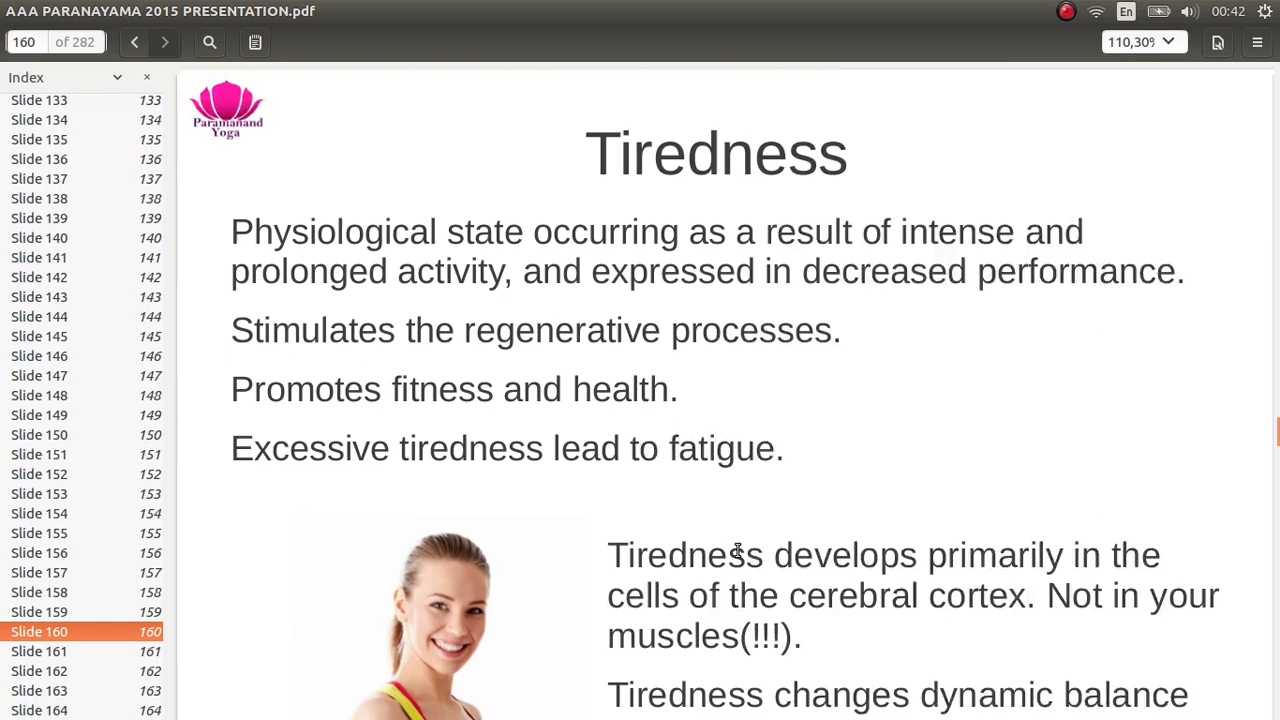 AAA PARANAYAMA 2015 PRESENTATION.pdf
En
00:42
160 of 282
110,30%
Index
Slide 133 133
Slide 134 134
Slide 135 135
Slide 136 136
Slide 137 137
Slide 138 138
Slide 139 139
Slide 140 140
Slide 141 141
Slide 142 142
Slide 143 143
Slide 144 144
Slide 145 145
Slide 146 146
Slide 147 147
Slide 148 148
Slide 149 149
Slide 150 150
Slide 151 151
Slide 152 152
Slide 153 153
Slide 154 154
Slide 155 155
Slide 156 156
Slide 157 157
Slide 158 158
Slide 159 159
Slide 160 160
Slide 161 161
Slide 162 162
Slide 163 163
Slide 164 164
Paramanand
Yoga
Tiredness
Physiological state occurring as a result of intense and
prolonged activity, and expressed in decreased performance.
Stimulates the regenerative processes.
Promotes fitness and health.
Excessive tiredness lead to fatigue.
Tiredness develops primarily in the
cells of the cerebral cortex. Not in your
muscles(!!!).
Tiredness changes dynamic balance